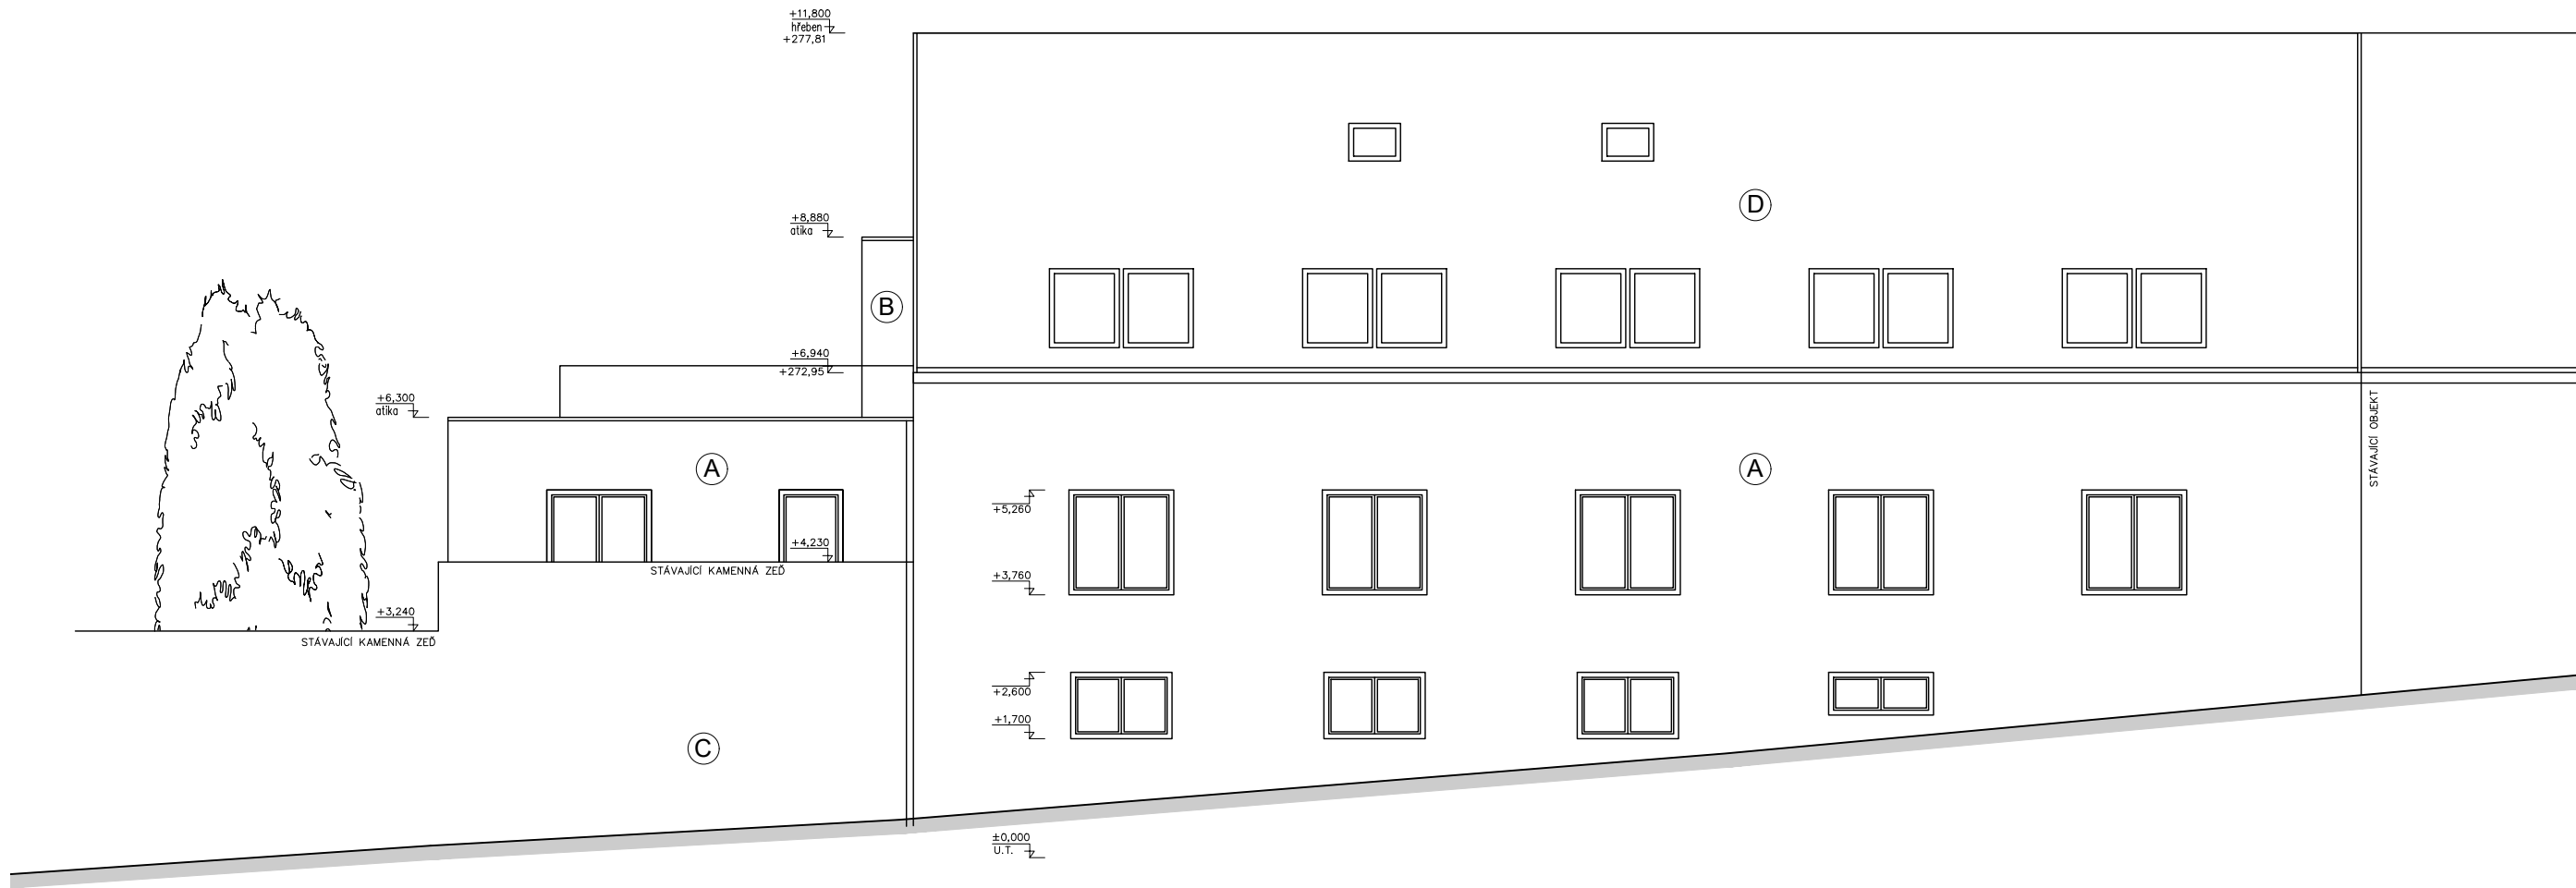 +11,800
hřeben
+277,81
D
+8,880
atika
B
+6,940
+272,95
+6,300
atika
STÁVAJÍCÍ OBJEKT
A
A
+5,260
+4,230
STÁVAJÍCÍ KAMENNÁ ZEĎ
+3,760
+3,240
STÁVAJÍCÍ KAMENNÁ ZEĎ
+2,600
+1,700
C
±0,000
U.T.